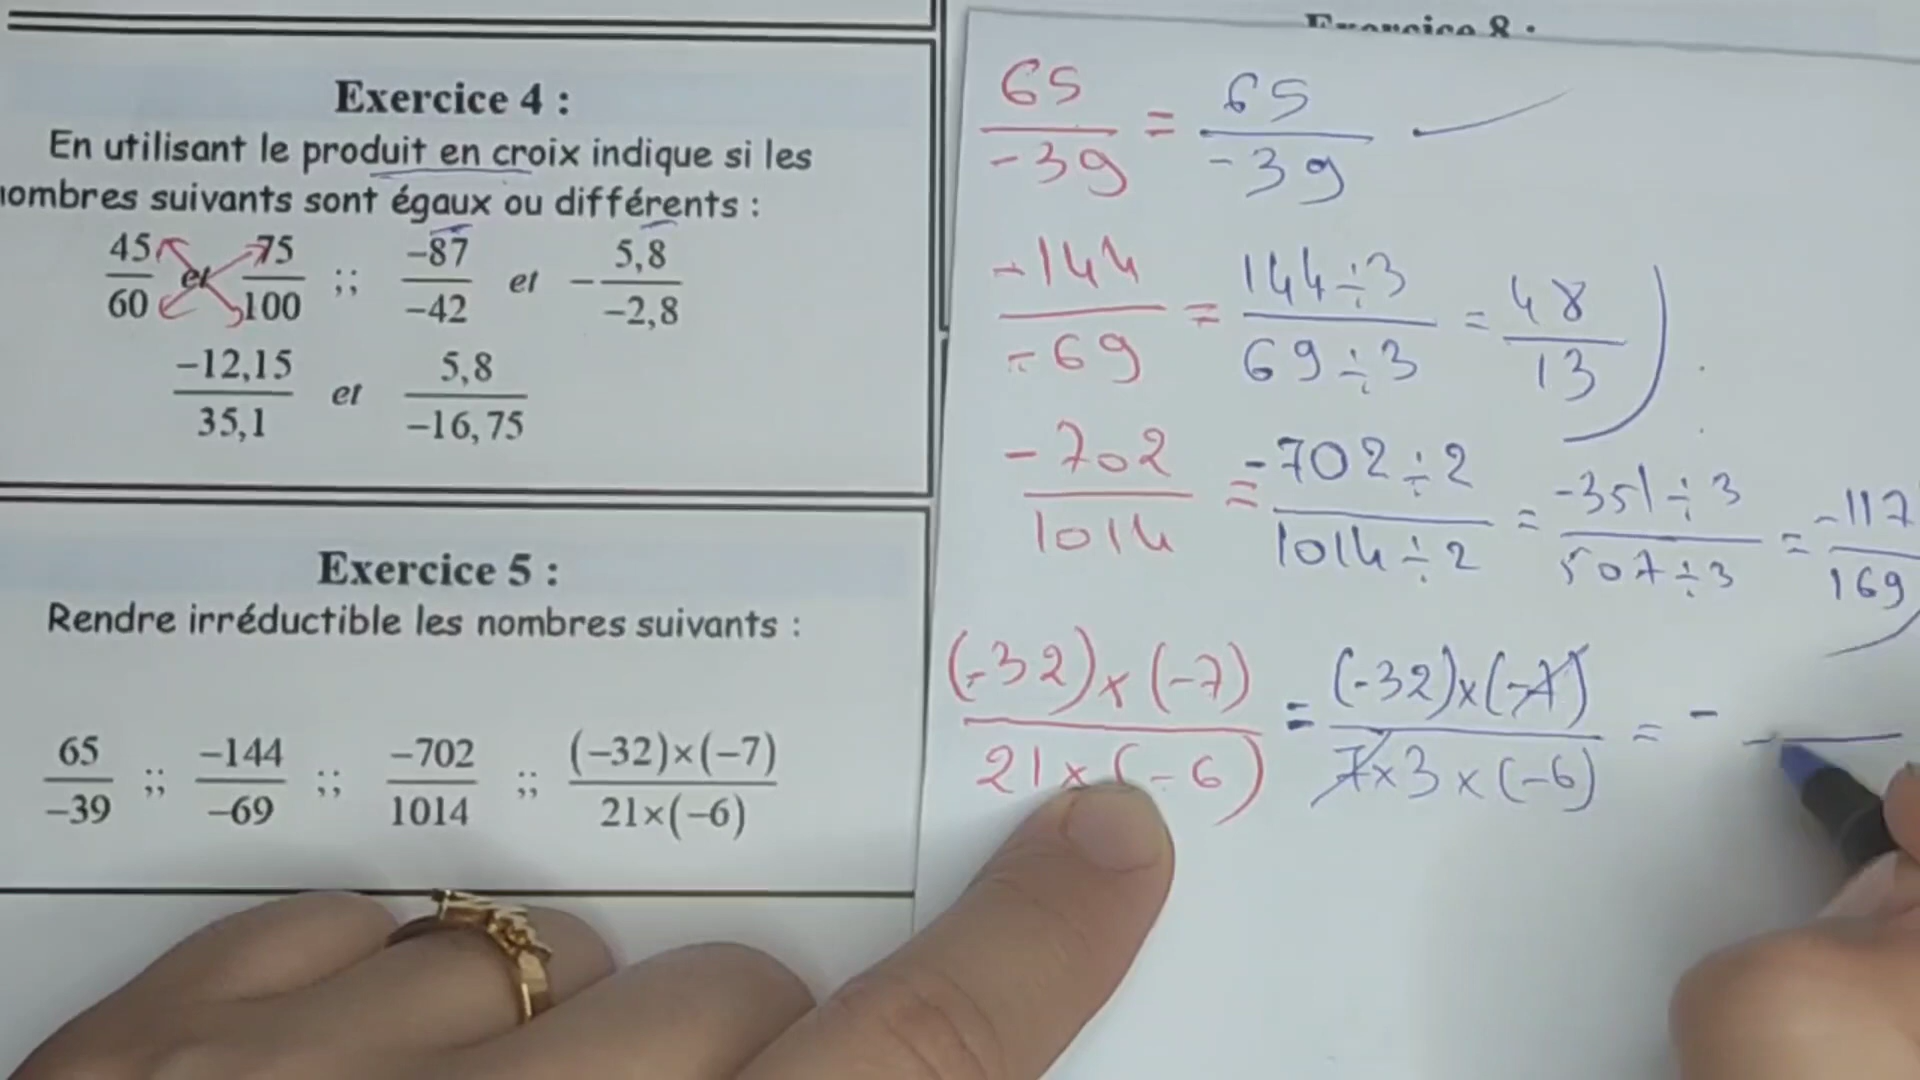 Exercice 4 :
En utilisant le produit en croix indique si les
nombres suivants sont égaux ou différents :
45/60 et 75/100 ;; -87/-42 et - 5,8/-2,8
-12,15/35,1 et 5,8/-16,75
Exercice 5 :
Rendre irréductible les nombres suivants :
65/-39 ;; -144/-69 ;; -702/1014 ;; (-32)×(-7)/21×(-6)
Exercice 8 :
65/-39 = 65/-39
-144/-69 = 144÷3/69÷3 = 48/13
-702/1014 = -702÷2/1014÷2 = -351÷3/507÷3 = -117/169
(-32)×(-7)/21×(-6) = (-32)×(-7)/7×3×(-6) = -